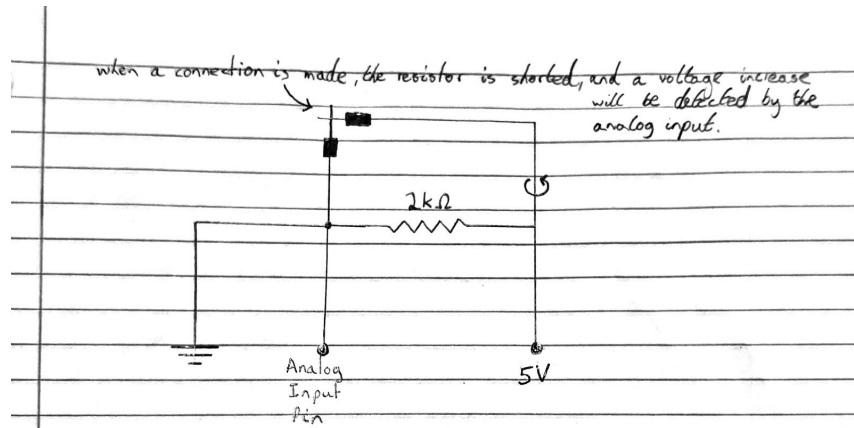 when a connection is made, the resistor is shorted, and a voltage increase
will be detected by the
analog input.
2kΩ
Analog
Input
Pin
5V